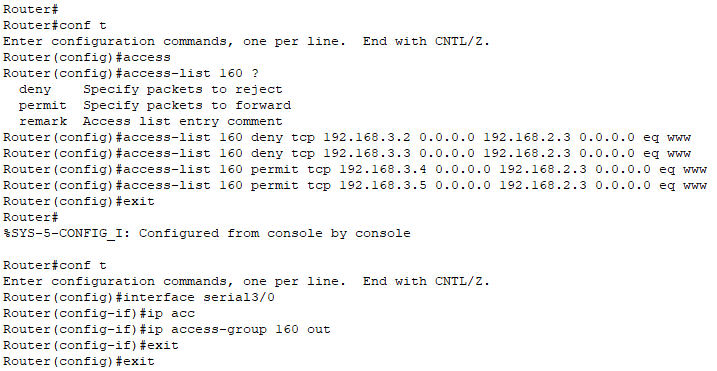 Router#
Router#conf t
Enter configuration commands, one per line.  End with CNTL/Z.
Router(config)#access
Router(config)#access-list 160 ?
  deny    Specify packets to reject
  permit  Specify packets to forward
  remark  Access list entry comment
Router(config)#access-list 160 deny tcp 192.168.3.2 0.0.0.0 192.168.2.3 0.0.0.0 eq www
Router(config)#access-list 160 deny tcp 192.168.3.3 0.0.0.0 192.168.2.3 0.0.0.0 eq www
Router(config)#access-list 160 permit tcp 192.168.3.4 0.0.0.0 192.168.2.3 0.0.0.0 eq www
Router(config)#access-list 160 permit tcp 192.168.3.5 0.0.0.0 192.168.2.3 0.0.0.0 eq www
Router(config)#exit
Router#
%SYS-5-CONFIG_I: Configured from console by console
Router#conf t
Enter configuration commands, one per line.  End with CNTL/Z.
Router(config)#interface serial3/0
Router(config-if)#ip acc
Router(config-if)#ip access-group 160 out
Router(config-if)#exit
Router(config)#exit